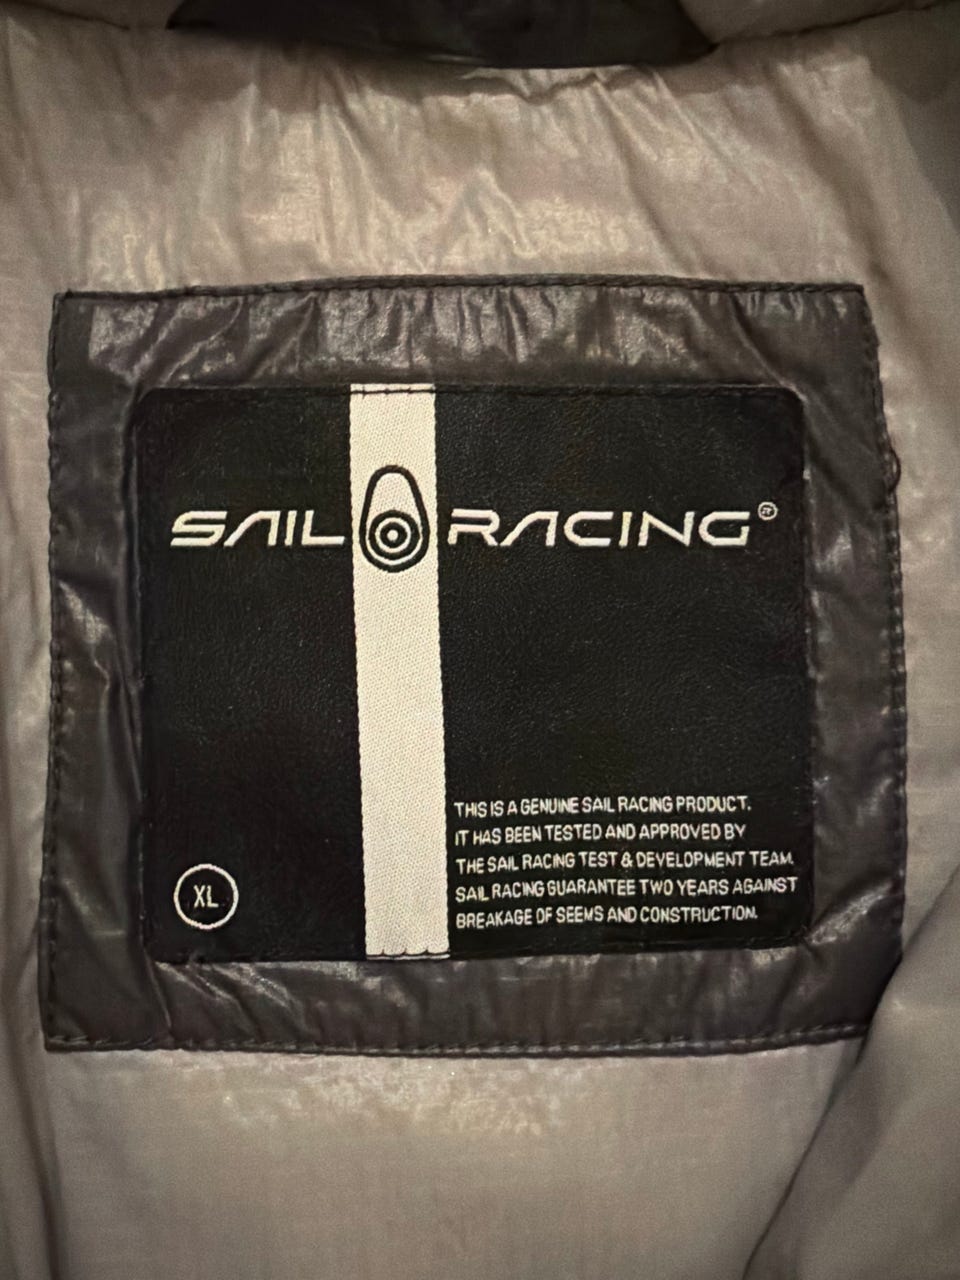 SAIL RACING®
THIS IS A GENUINE SAIL RACING PRODUCT.
IT HAS BEEN TESTED AND APPROVED BY
THE SAIL RACING TEST & DEVELOPMENT TEAM.
SAIL RACING GUARANTEE TWO YEARS AGAINST
BREAKAGE OF SEEMS AND CONSTRUCTION.
XL